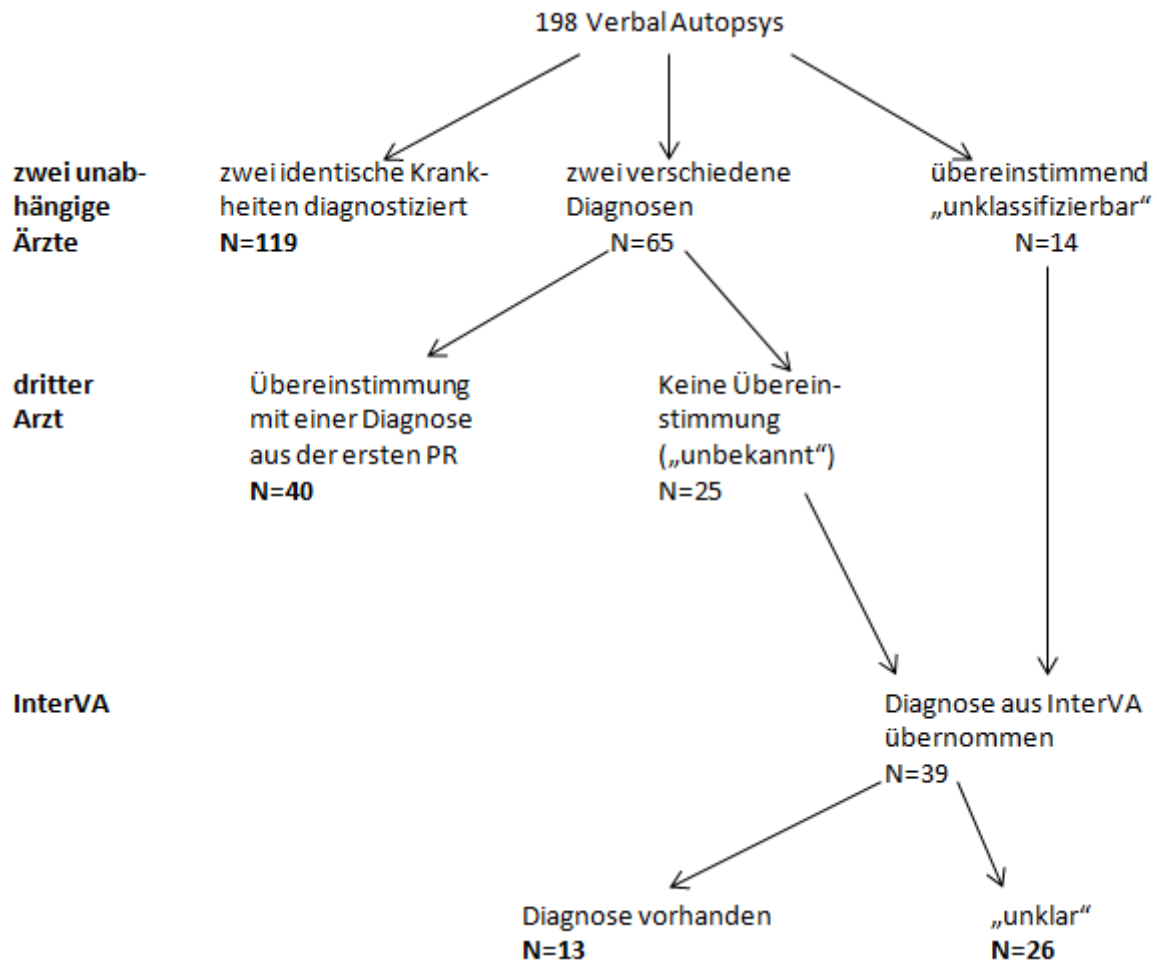 198 Verbal Autopsys
zwei unab-
hängige
Ärzte
zwei identische Krank-
heiten diagnostiziert
N=119
zwei verschiedene
Diagnosen
N=65
übereinstimmend
„unklassifizierbar“
N=14
dritter
Arzt
Übereinstimmung
mit einer Diagnose
aus der ersten PR
N=40
Keine Überein-
stimmung
(„unbekannt“)
N=25
InterVA
Diagnose aus InterVA
übernommen
N=39
Diagnose vorhanden
N=13
„unklar“
N=26